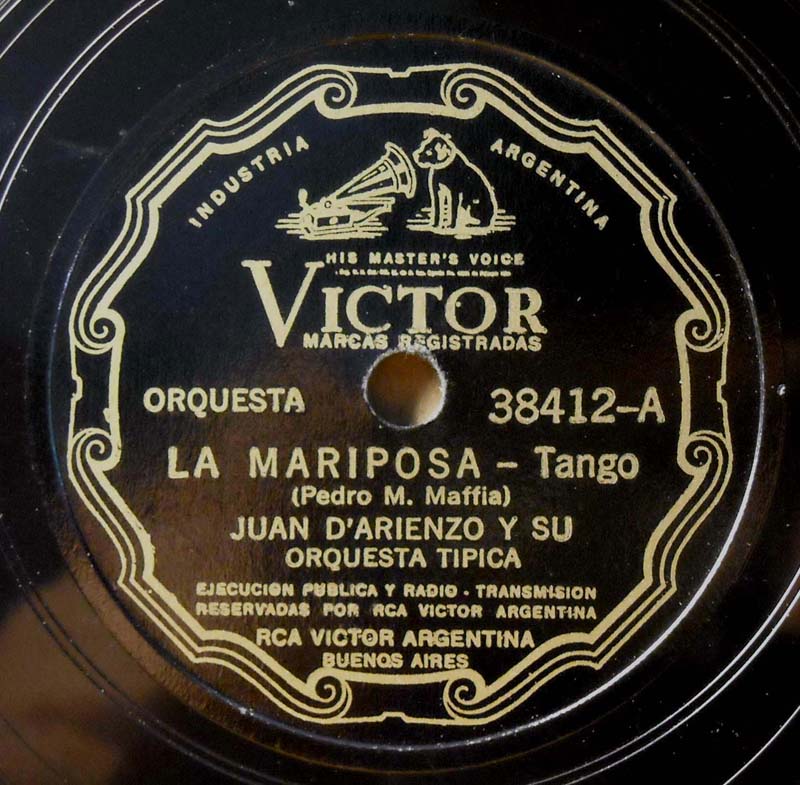 INDUSTRIA ARGENTINA
HIS MASTER'S VOICE
VICTOR
MARCAS REGISTRADAS
ORQUESTA 38412-A
LA MARIPOSA - Tango
(Pedro M. Maffia)
JUAN D'ARIENZO Y SU
ORQUESTA TIPICA
EJECUCION PUBLICA Y RADIO - TRANSMISION
RESERVADAS POR RCA VICTOR ARGENTINA
RCA VICTOR ARGENTINA
BUENOS AIRES